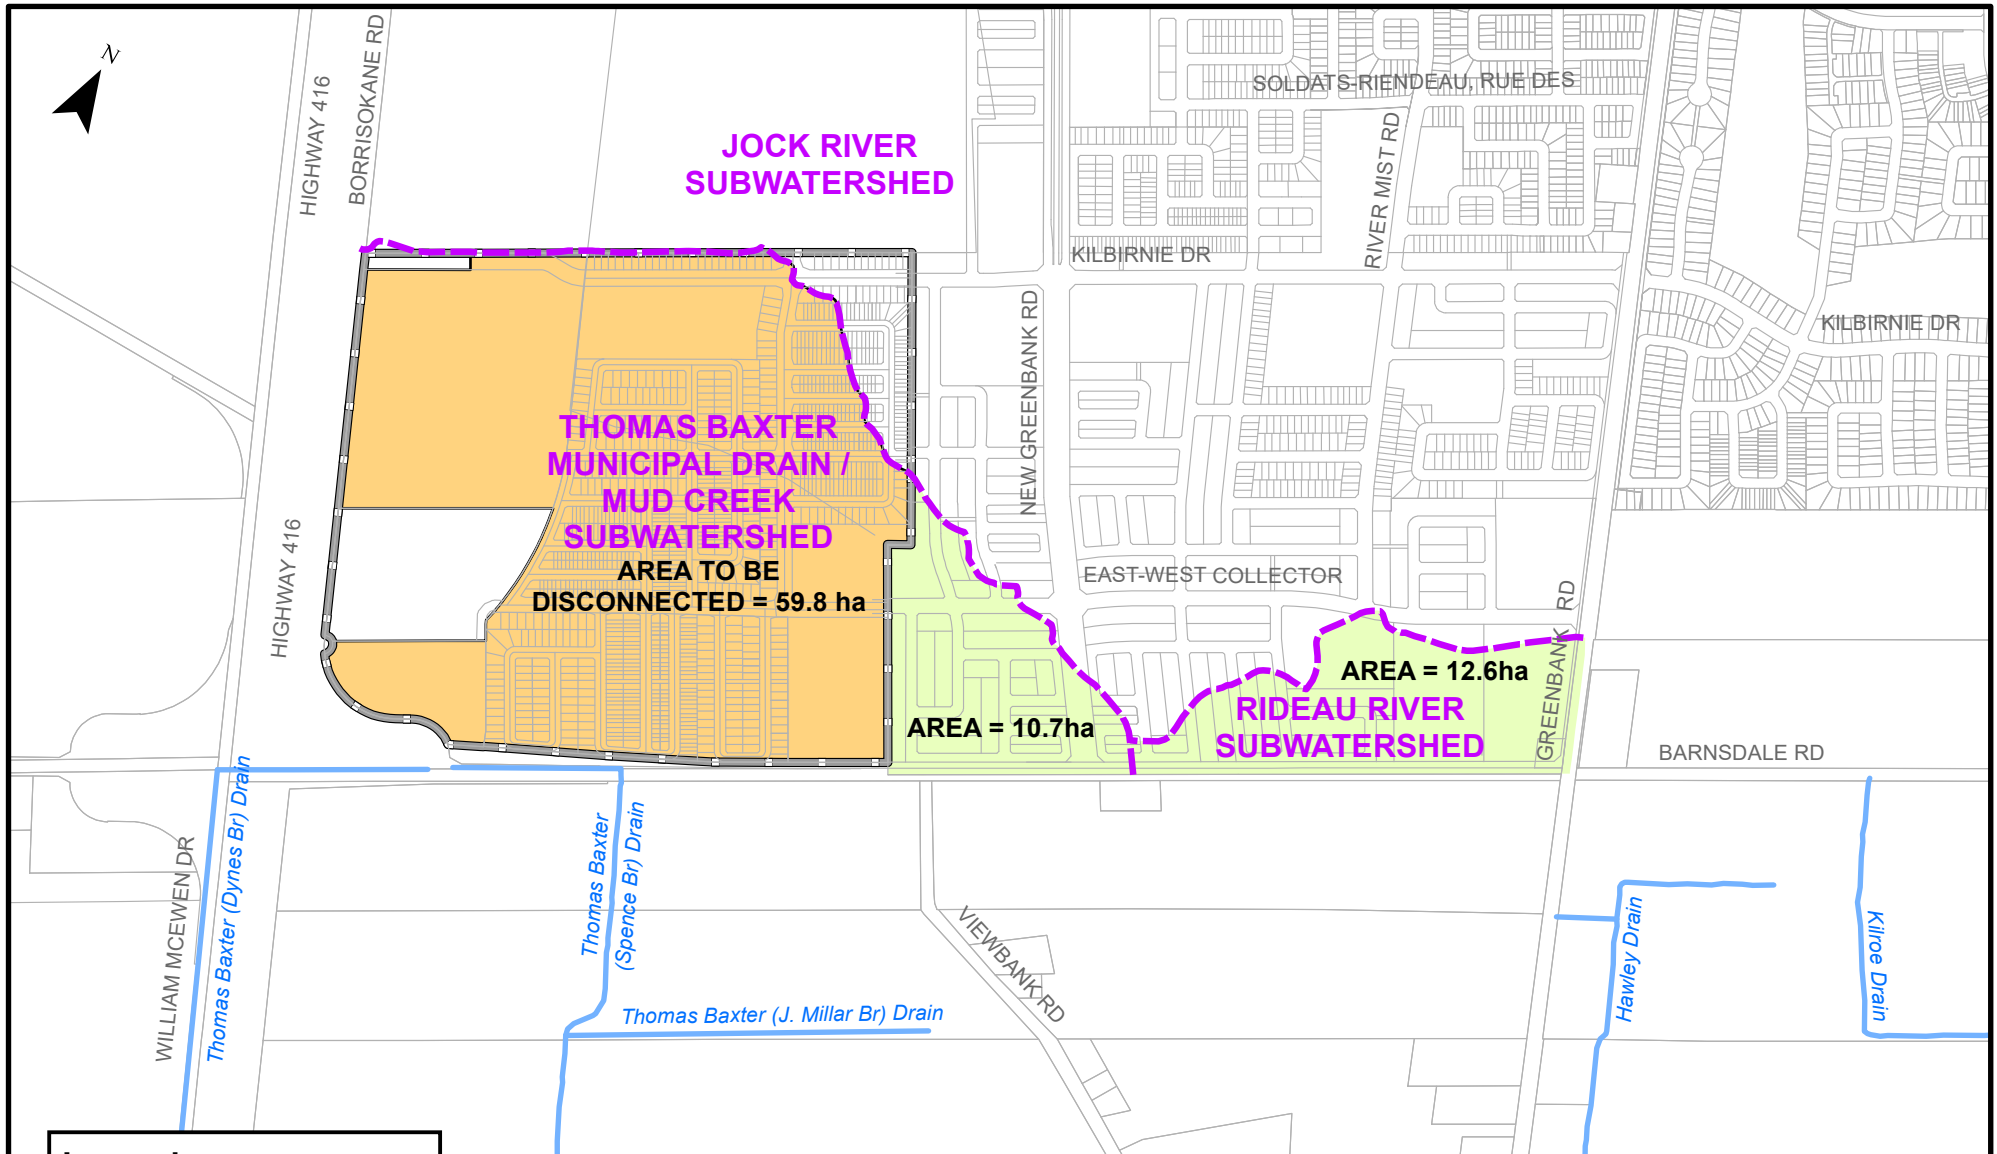 N
HIGHWAY 416
BORRISOKANE RD
JOCK RIVER
SUBWATERSHED
SOLDATS-RIENDEAU, RUE DES
RIVER MIST RD
KILBIRNIE DR
KILBIRNIE DR
NEW GREENBANK RD
THOMAS BAXTER
MUNICIPAL DRAIN /
MUD CREEK
SUBWATERSHED
AREA TO BE
DISCONNECTED = 59.8 ha
HIGHWAY 416
EAST-WEST COLLECTOR
GREENBANK RD
AREA = 12.6ha
AREA = 10.7ha
RIDEAU RIVER
SUBWATERSHED
BARNSDALE RD
WILLIAM MCEWEN DR
Thomas Baxter (Dynes Br) Drain
Thomas Baxter
(Spence Br) Drain
Thomas Baxter (J. Millar Br) Drain
VIEWBANK RD
Hawley Drain
Kilroe Drain